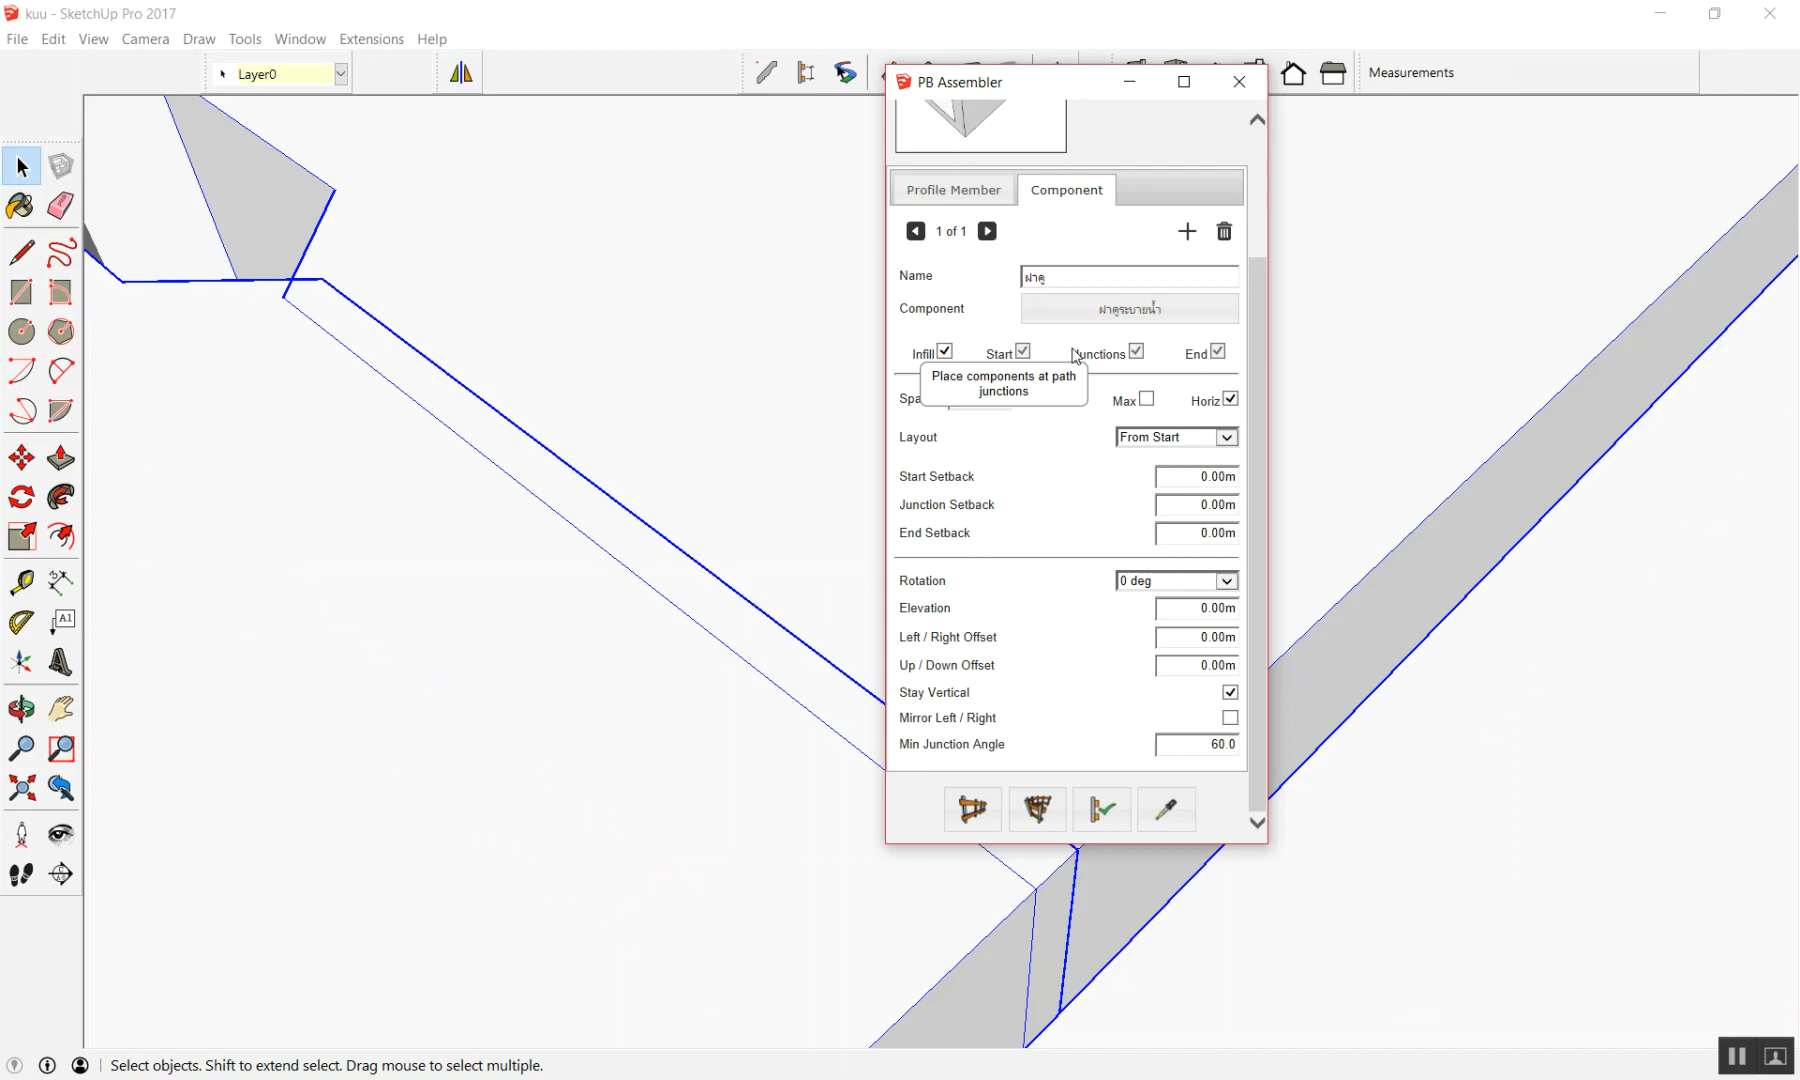 kuu - SketchUp Pro 2017
File Edit View Camera Draw Tools Window Extensions Help
Layer0
Measurements
PB Assembler
Profile Member Component
1 of 1
Name ฝาคู
Component ฝาคูระบายน้ำ
Infill Start Junctions End
Place components at path
junctions
Spa Max Horiz
Layout From Start
Start Setback 0.00m
Junction Setback 0.00m
End Setback 0.00m
Rotation 0 deg
Elevation 0.00m
Left / Right Offset 0.00m
Up / Down Offset 0.00m
Stay Vertical
Mirror Left / Right
Min Junction Angle 60.0
A1
Select objects. Shift to extend select. Drag mouse to select multiple.